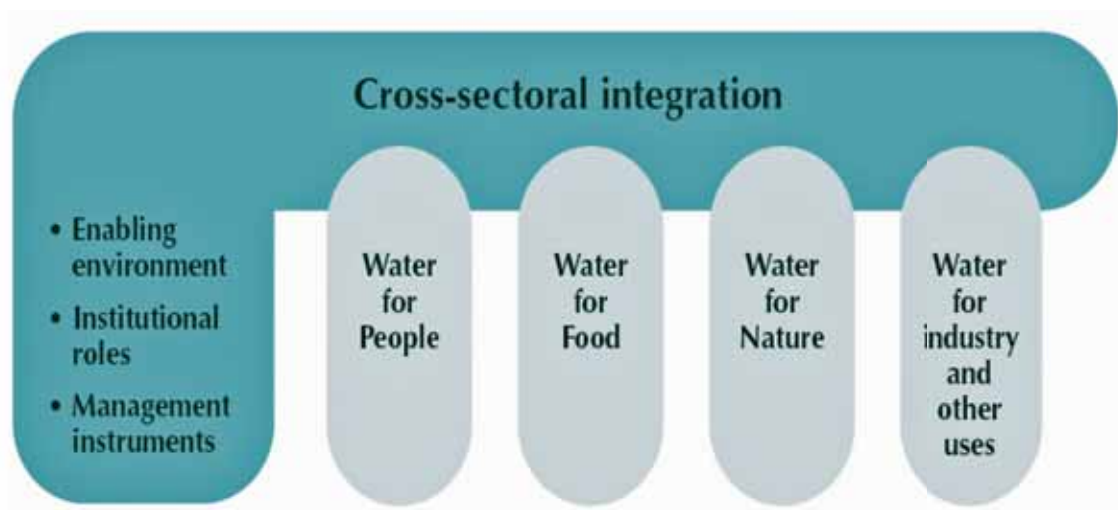 Cross-sectoral integration
• Enabling
environment
• Institutional
roles
• Management
instruments
Water
for
People
Water
for
Food
Water
for
Nature
Water
for
industry
and
other
uses